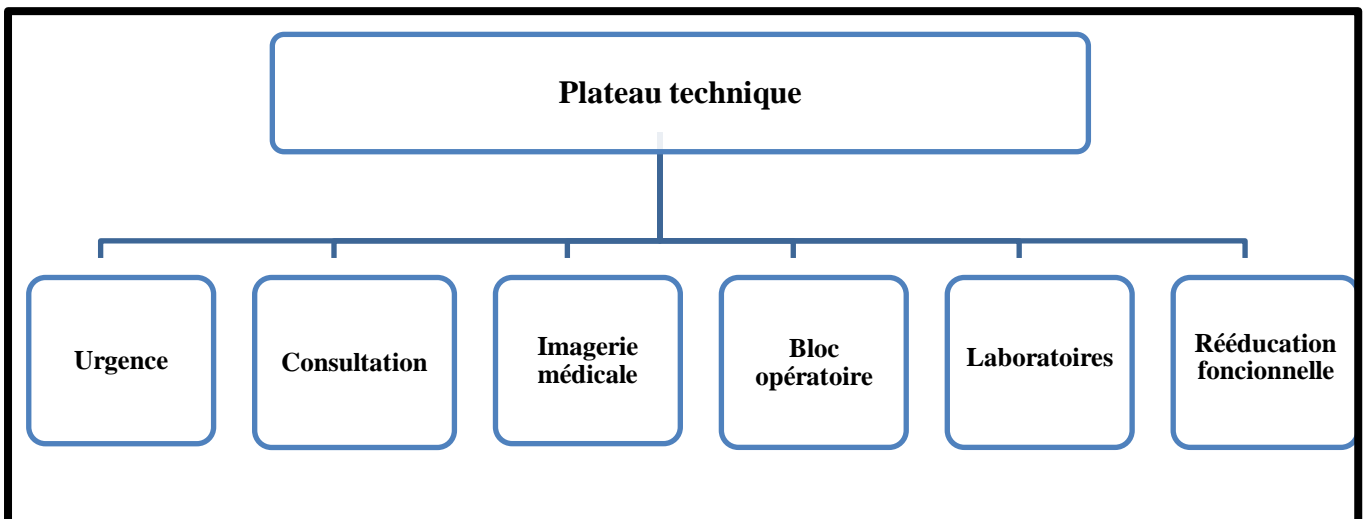 Plateau technique
Urgence
Consultation
Imagerie
médicale
Bloc
opératoire
Laboratoires
Rééducation
foncionnelle